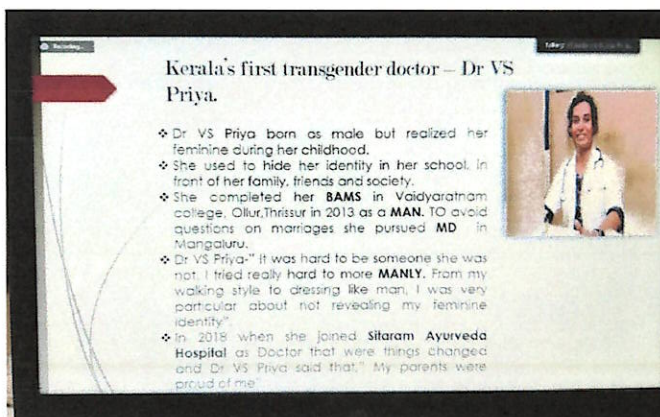 Recording...
Talking:
Kerala's first transgender doctor – Dr VS
Priya.
❖ Dr VS Priya born as male but realized her
feminine during her childhood.
❖ She used to hide her identity in her school, in
front of her family, friends and society.
❖ She completed her BAMS in Vaidyaratnam
college, Ollur,Thrissur in 2013 as a MAN. TO avoid
questions on marriages she pursued MD in
Mangaluru.
❖ Dr VS Priya-" It was hard to be someone she was
not. I tried really hard to more MANLY. From my
walking style to dressing like man, I was very
particular about not revealing my feminine
identity".
❖ In 2018 when she joined Sitaram Ayurveda
Hospital as Doctor that were things changed
and Dr VS Priya said that," My parents were
proud of me"